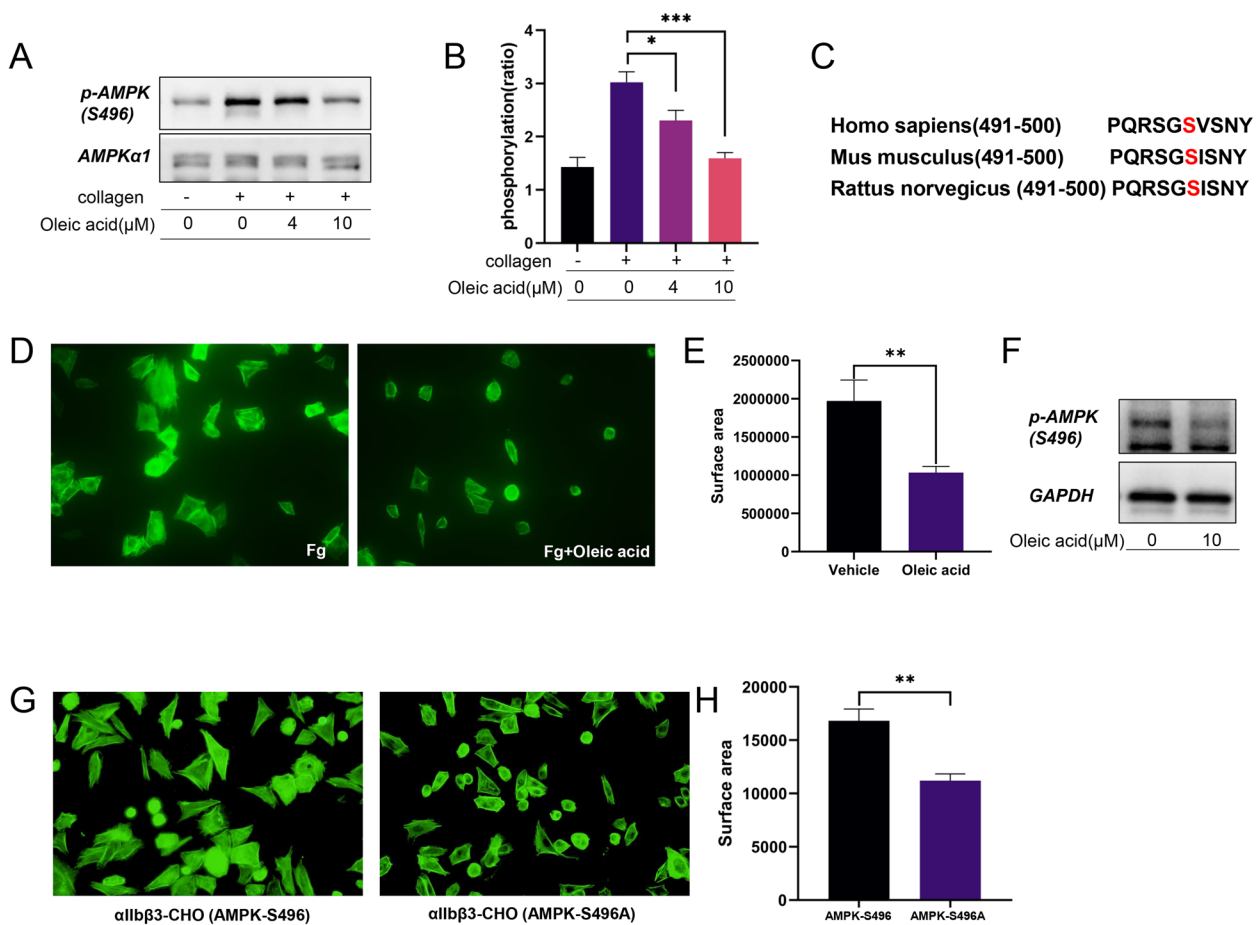 A
p-AMPK
(S496)
AMPKα1
collagen - + + +
Oleic acid(μM) 0 0 4 10
B
phosphorylation(ratio)
4
3
2
1
0
*
***
collagen - + + +
Oleic acid(μM) 0 0 4 10
C
Homo sapiens(491-500) PQRSGSVSNY
Mus musculus(491-500) PQRSGSISNY
Rattus norvegicus (491-500) PQRSGSISNY
D
Fg
Fg+Oleic acid
E
Surface area
2500000
2000000
1500000
1000000
500000
0
**
Vehicle Oleic acid
F
p-AMPK
(S496)
GAPDH
Oleic acid(μM) 0 10
G
αIIbβ3-CHO (AMPK-S496)
αIIbβ3-CHO (AMPK-S496A)
H
Surface area
20000
15000
10000
5000
0
**
AMPK-S496 AMPK-S496A